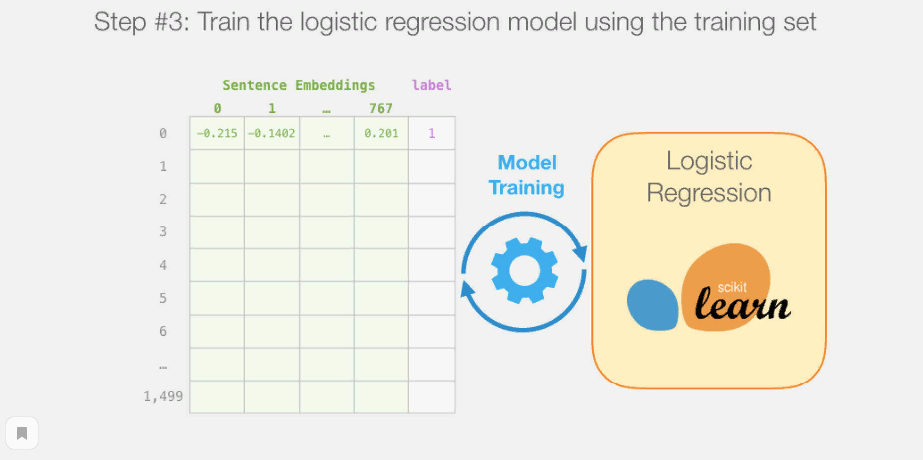 Step #3: Train the logistic regression model using the training set
Sentence Embeddings label
0 1 … 767
0 -0.215 -0.1402 … 0.201 1
1
2
3
4
5
6
…
1,499
Model
Training
Logistic
Regression
scikit
learn